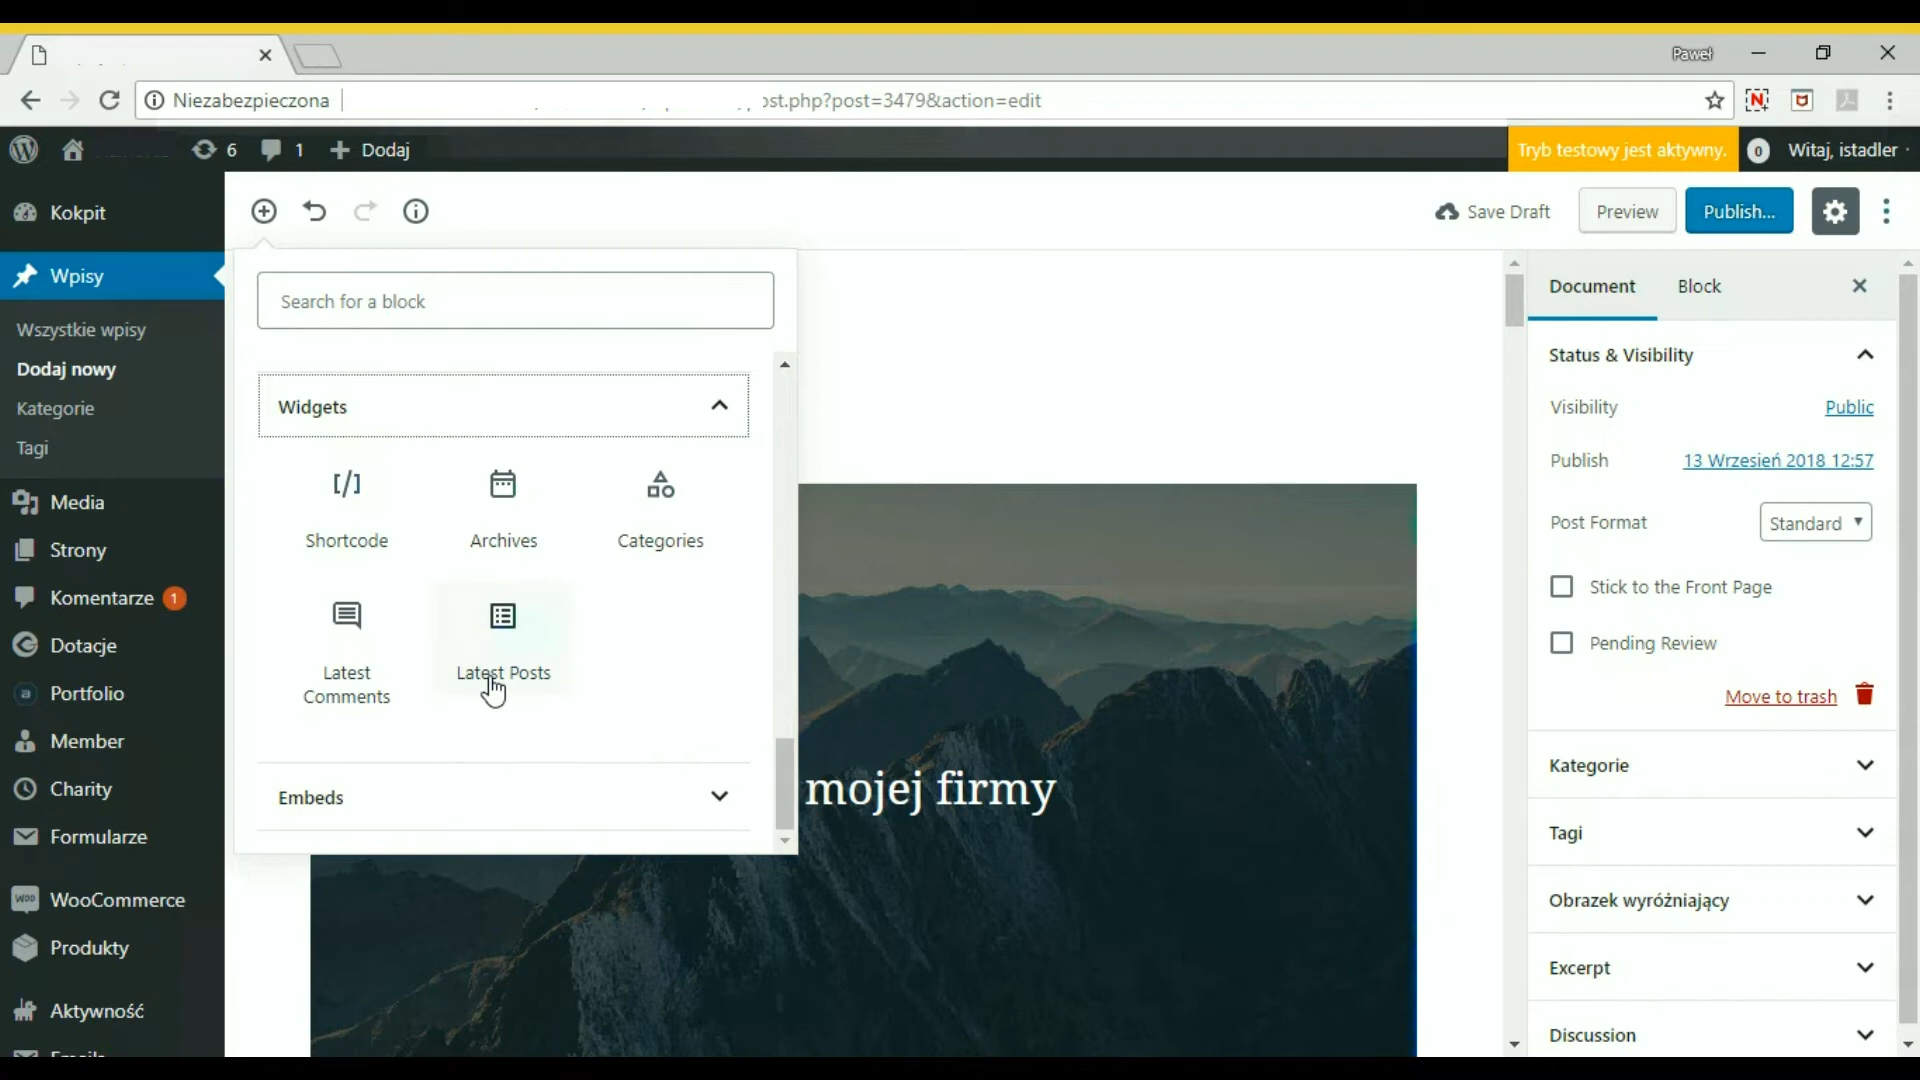 Paweł
Niezabezpieczona
ost.php?post=3479&action=edit
6
1
Dodaj
Tryb testowy jest aktywny.
0
Witaj, istadler
Kokpit
Wpisy
Wszystkie wpisy
Dodaj nowy
Kategorie
Tagi
Media
Strony
Komentarze 1
Dotacje
Portfolio
Member
Charity
Formularze
WooCommerce
Produkty
Aktywność
Save Draft
Preview
Publish...
Search for a block
Widgets
[/]
Shortcode
Archives
Categories
Latest
Comments
Latest Posts
Embeds
mojej firmy
Document
Block
Status & Visibility
Visibility
Public
Publish
13 Wrzesień 2018 12:57
Post Format
Standard
Stick to the Front Page
Pending Review
Move to trash
Kategorie
Tagi
Obrazek wyróżniający
Excerpt
Discussion